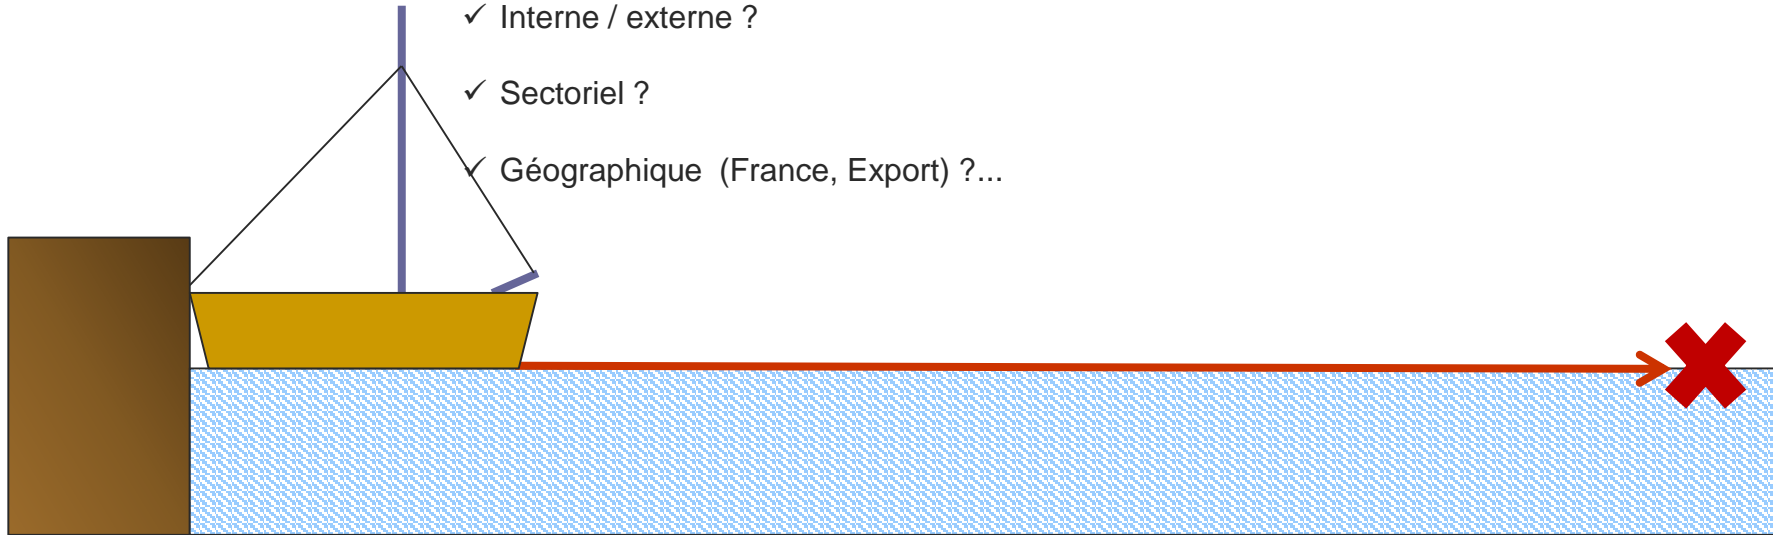 ✓ Interne / externe ?
✓ Sectoriel ?
✓ Géographique  (France, Export) ?...